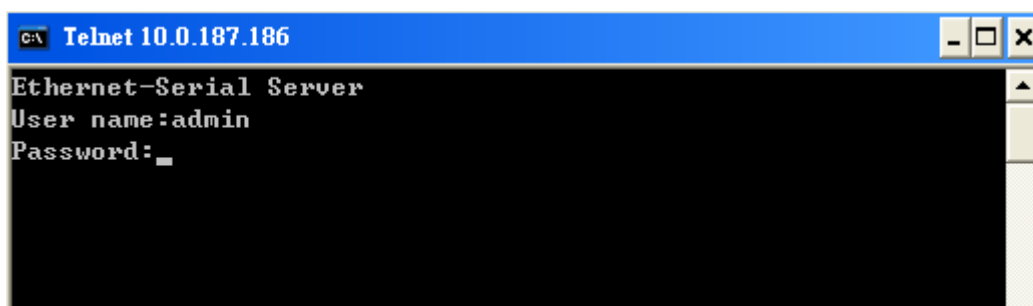 Telnet 10.0.187.186
Ethernet-Serial Server
User name:admin
Password:_